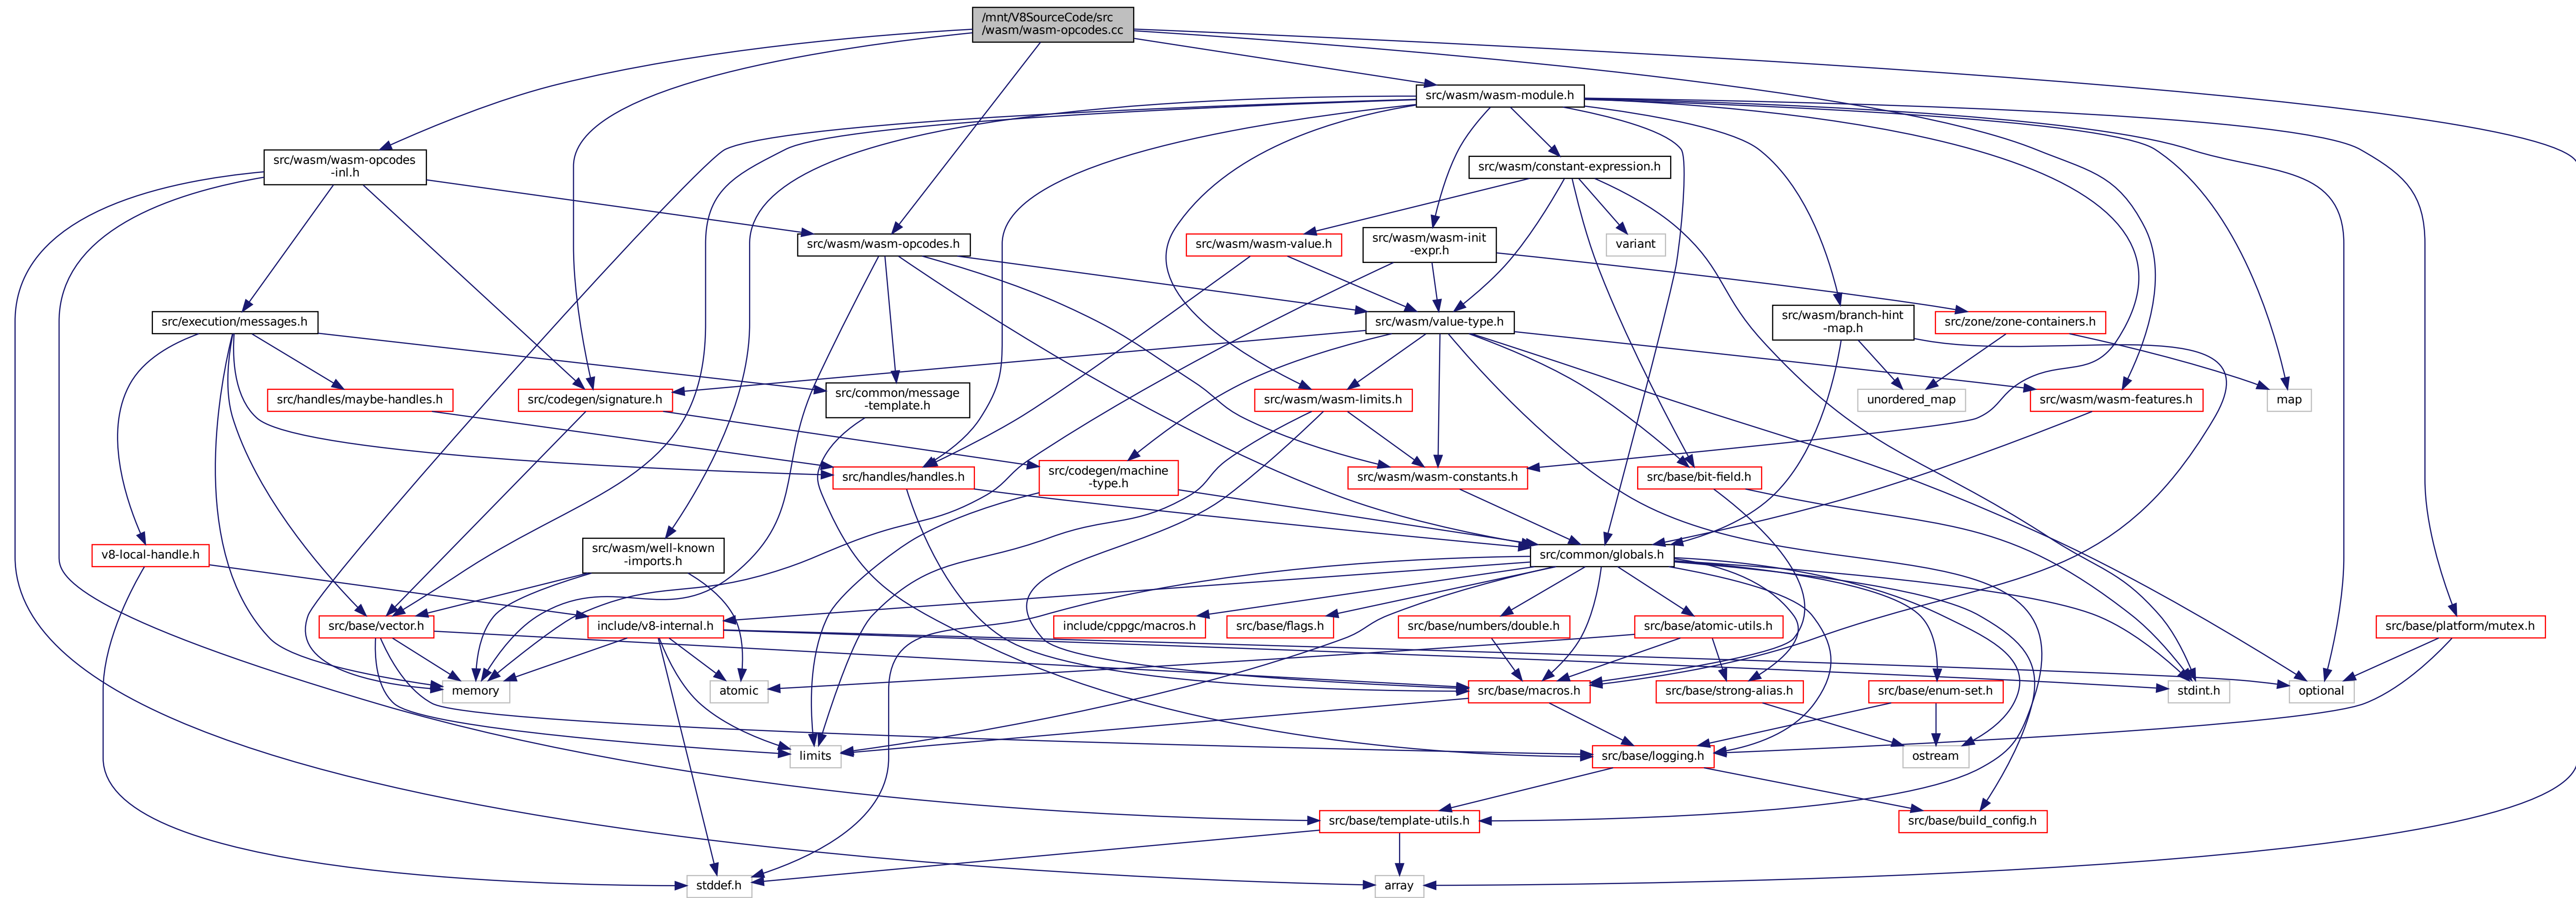 /mnt/V8SourceCode/src
/wasm/wasm-opcodes.cc
src/wasm/wasm-module.h
src/wasm/wasm-opcodes
-inl.h
src/wasm/constant-expression.h
src/wasm/wasm-opcodes.h
src/wasm/wasm-value.h
src/wasm/wasm-init
-expr.h
variant
src/execution/messages.h
src/wasm/value-type.h
src/wasm/branch-hint
-map.h
src/zone/zone-containers.h
src/handles/maybe-handles.h
src/codegen/signature.h
src/common/message
-template.h
src/wasm/wasm-limits.h
unordered_map
src/wasm/wasm-features.h
map
src/handles/handles.h
src/codegen/machine
-type.h
src/wasm/wasm-constants.h
src/base/bit-field.h
v8-local-handle.h
src/wasm/well-known
-imports.h
src/common/globals.h
src/base/vector.h
include/v8-internal.h
include/cppgc/macros.h
src/base/flags.h
src/base/numbers/double.h
src/base/atomic-utils.h
src/base/platform/mutex.h
memory
atomic
src/base/macros.h
src/base/strong-alias.h
src/base/enum-set.h
stdint.h
optional
limits
src/base/logging.h
ostream
src/base/template-utils.h
src/base/build_config.h
stddef.h
array